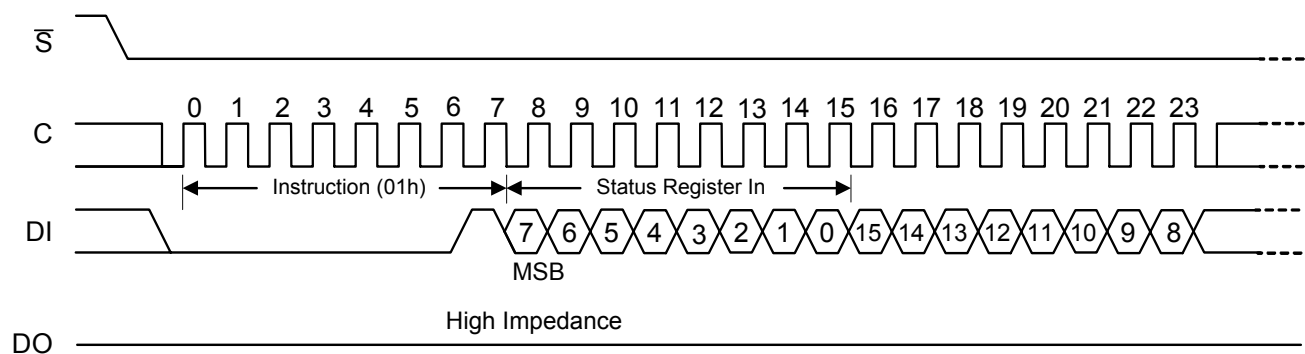 S̅
C
0 1 2 3 4 5 6 7 8 9 10 11 12 13 14 15 16 17 18 19 20 21 22 23
Instruction (01h) Status Register In
DI
7 6 5 4 3 2 1 0 15 14 13 12 11 10 9 8
MSB
High Impedance
DO